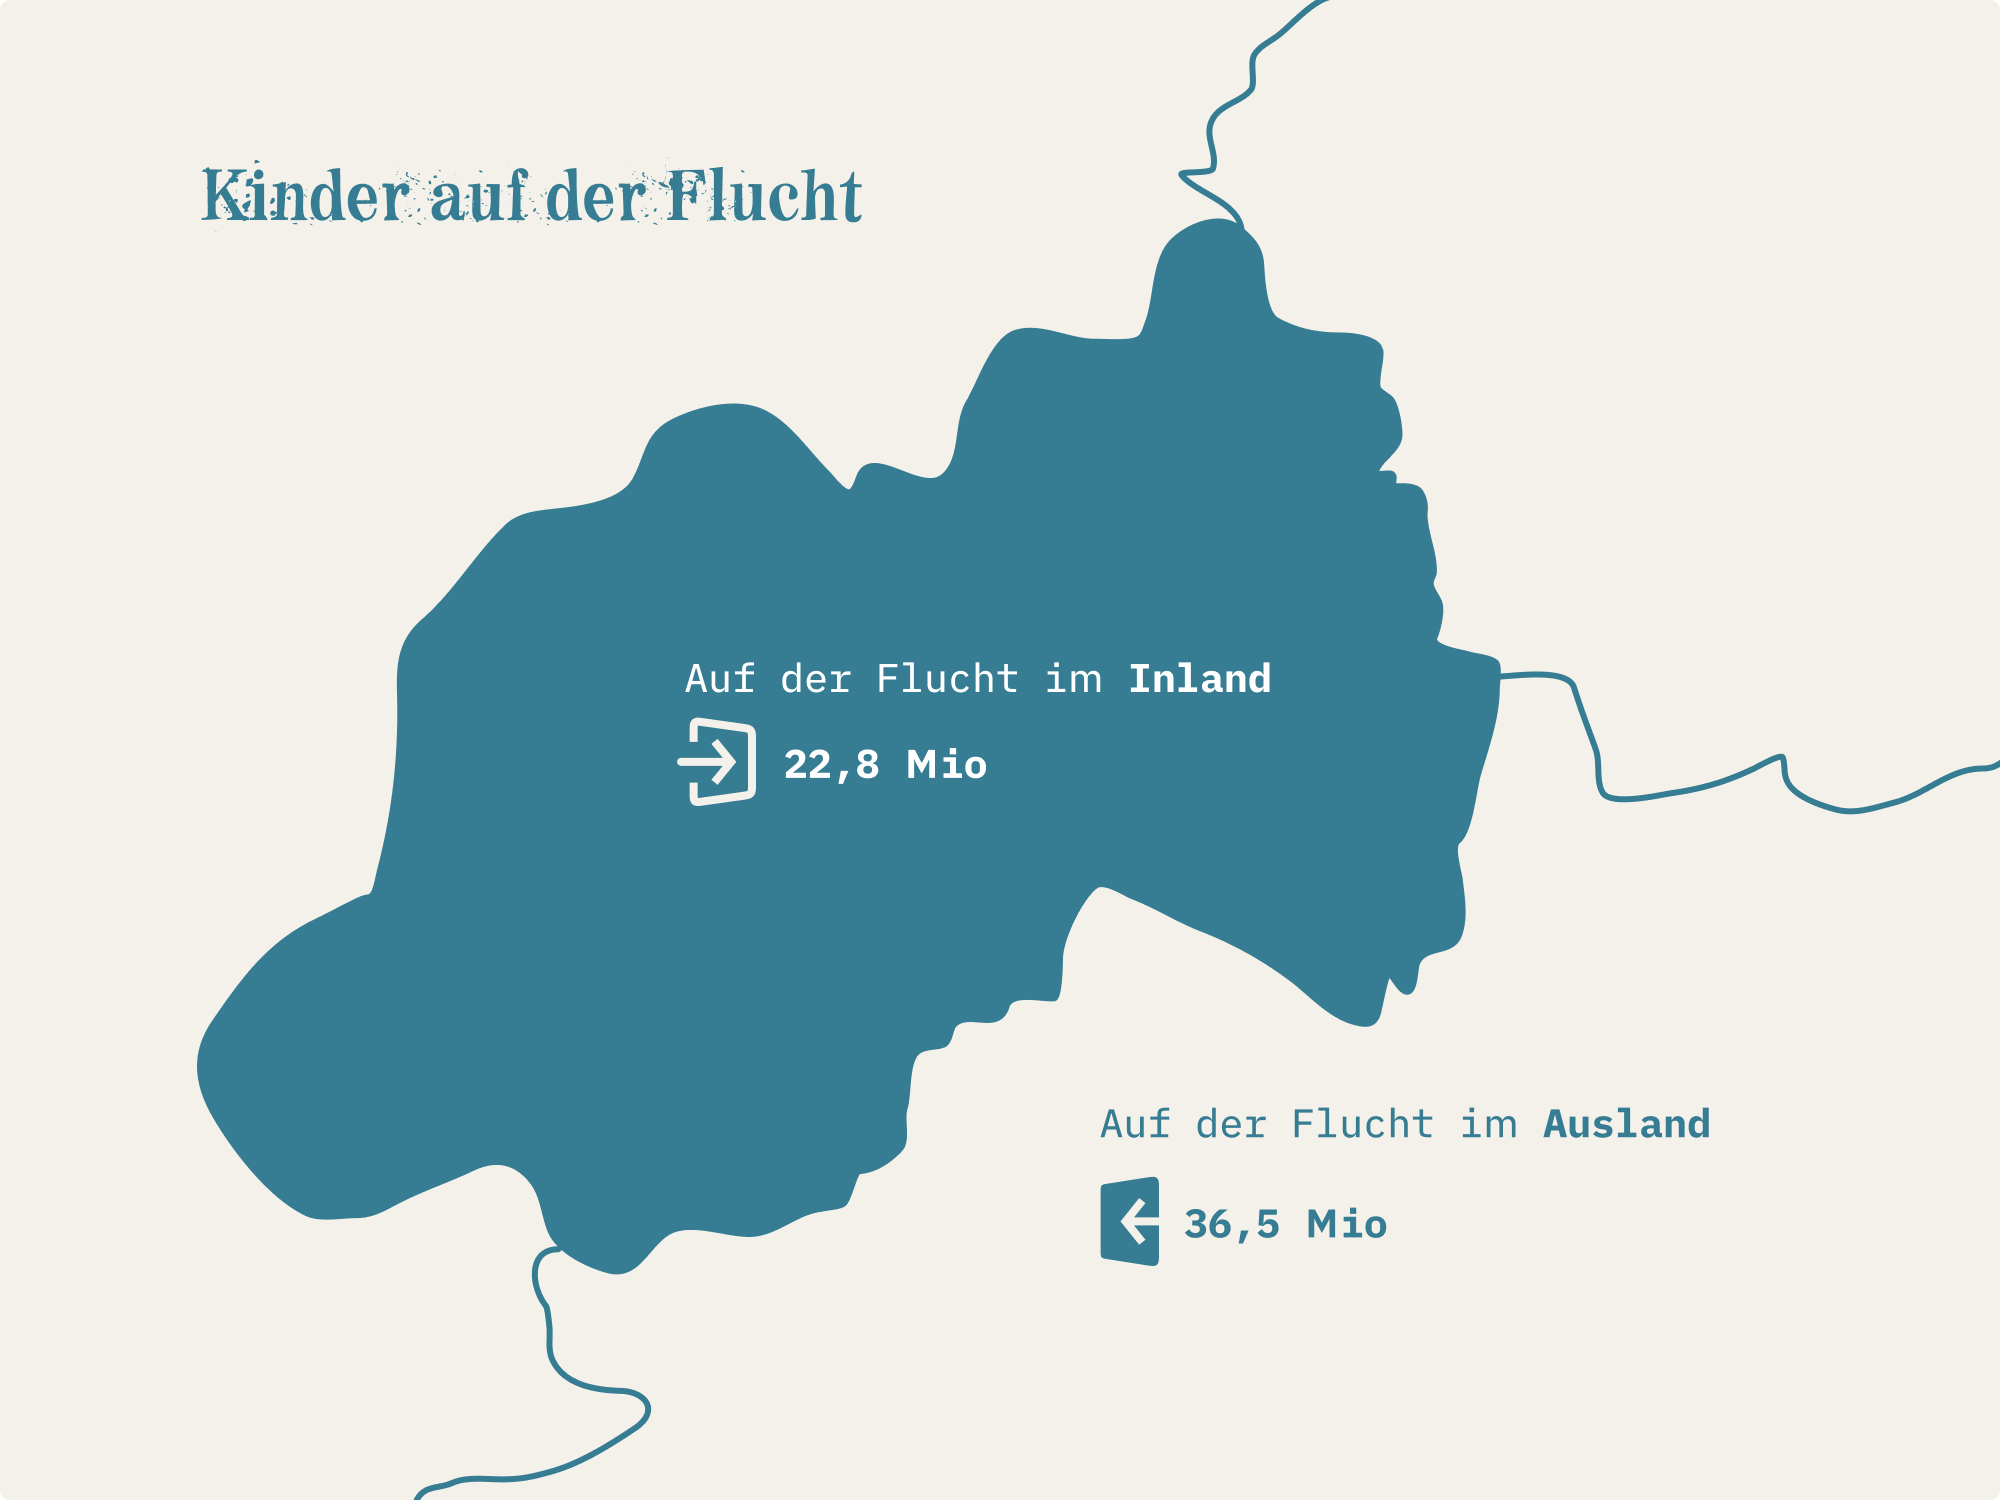 Kinder auf der Flucht
Auf der Flucht im Inland
22,8 Mio
Auf der Flucht im Ausland
36,5 Mio